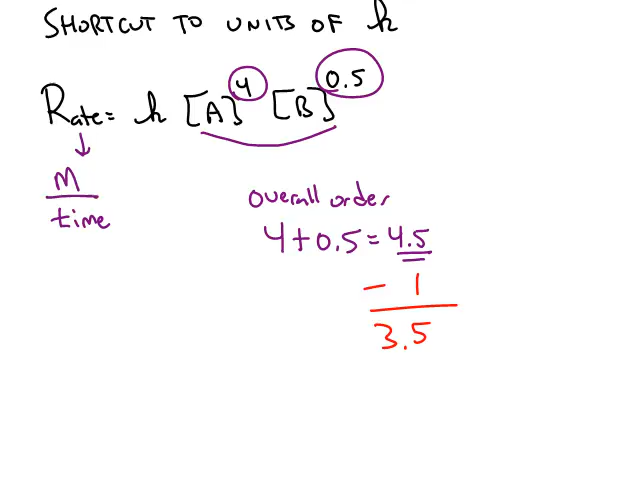 SHORTCUT TO UNITS OF k
Rate = k [A]^4 [B]^0.5
M
time
overall order
4 + 0.5 = 4.5
- 1
3.5